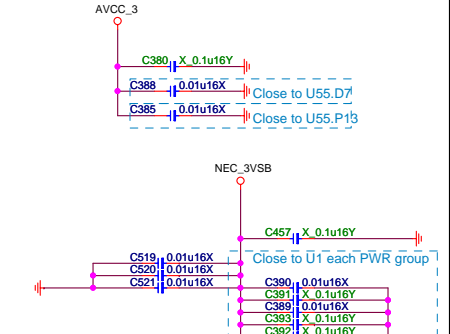 AVCC_3
C380 X_0.1u16Y
C388 0.01u16X
Close to U55.D7
C385 0.01u16X
Close to U55.P13
NEC_3VSB
C457 X_0.1u16Y
Close to U1 each PWR group
C519 0.01u16X
C520 0.01u16X
C521 0.01u16X
C390 0.01u16X
C391 X_0.1u16Y
C389 0.01u16X
C393 X_0.1u16Y
C392 X_0.1u16Y